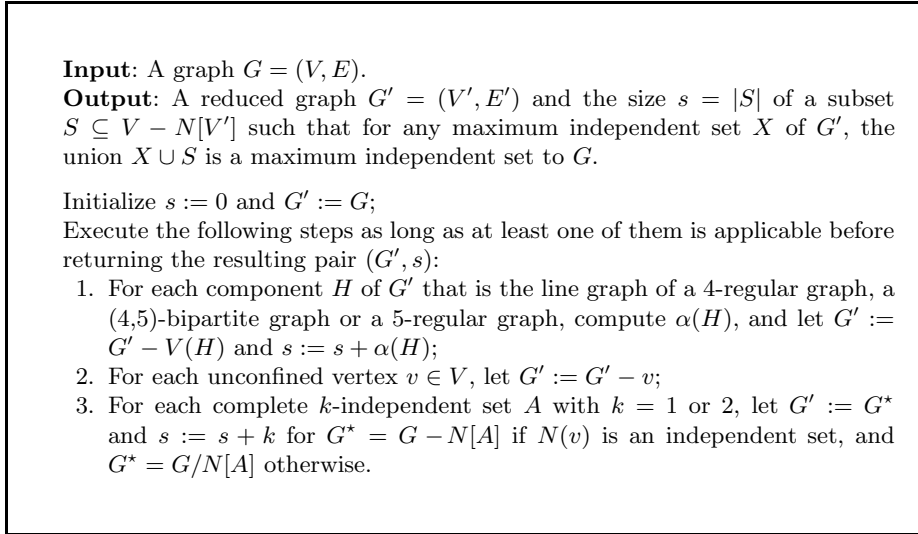 Input: A graph G = (V, E).
Output: A reduced graph G′ = (V′, E′) and the size s = |S| of a subset
S ⊆ V − N[V′] such that for any maximum independent set X of G′, the
union X ∪ S is a maximum independent set to G.
Initialize s := 0 and G′ := G;
Execute the following steps as long as at least one of them is applicable before
returning the resulting pair (G′, s):
1. For each component H of G′ that is the line graph of a 4-regular graph, a
(4,5)-bipartite graph or a 5-regular graph, compute α(H), and let G′ :=
G′ − V(H) and s := s + α(H);
2. For each unconfined vertex v ∈ V, let G′ := G′ − v;
3. For each complete k-independent set A with k = 1 or 2, let G′ := G⋆
and s := s + k for G⋆ = G − N[A] if N(v) is an independent set, and
G⋆ = G/N[A] otherwise.